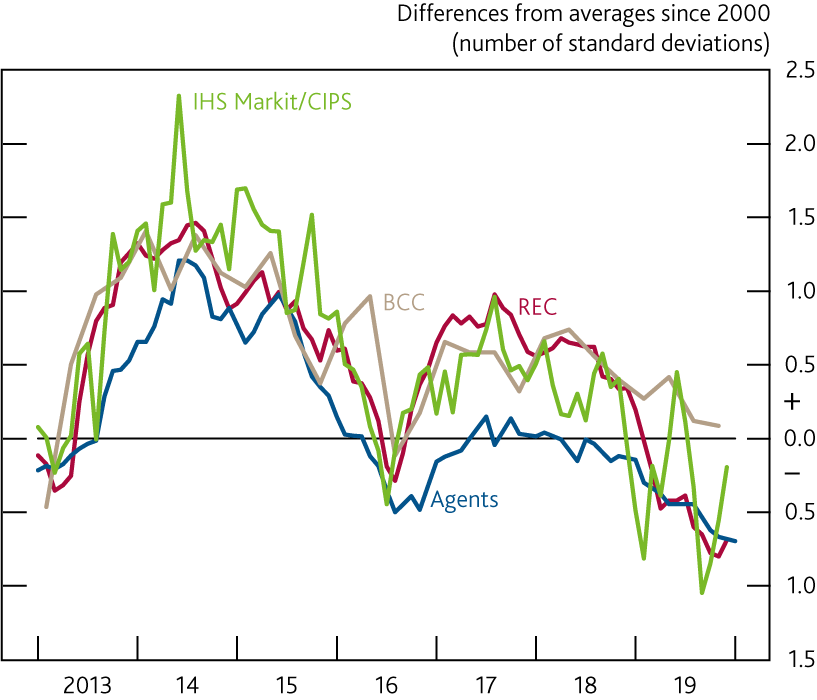 Differences from averages since 2000
(number of standard deviations)
2.5
IHS Markit/CIPS
2.0
1.5
1.0
BCC
REC
0.5
+
0.0
–
Agents
0.5
1.0
1.5
2013 14 15 16 17 18 19